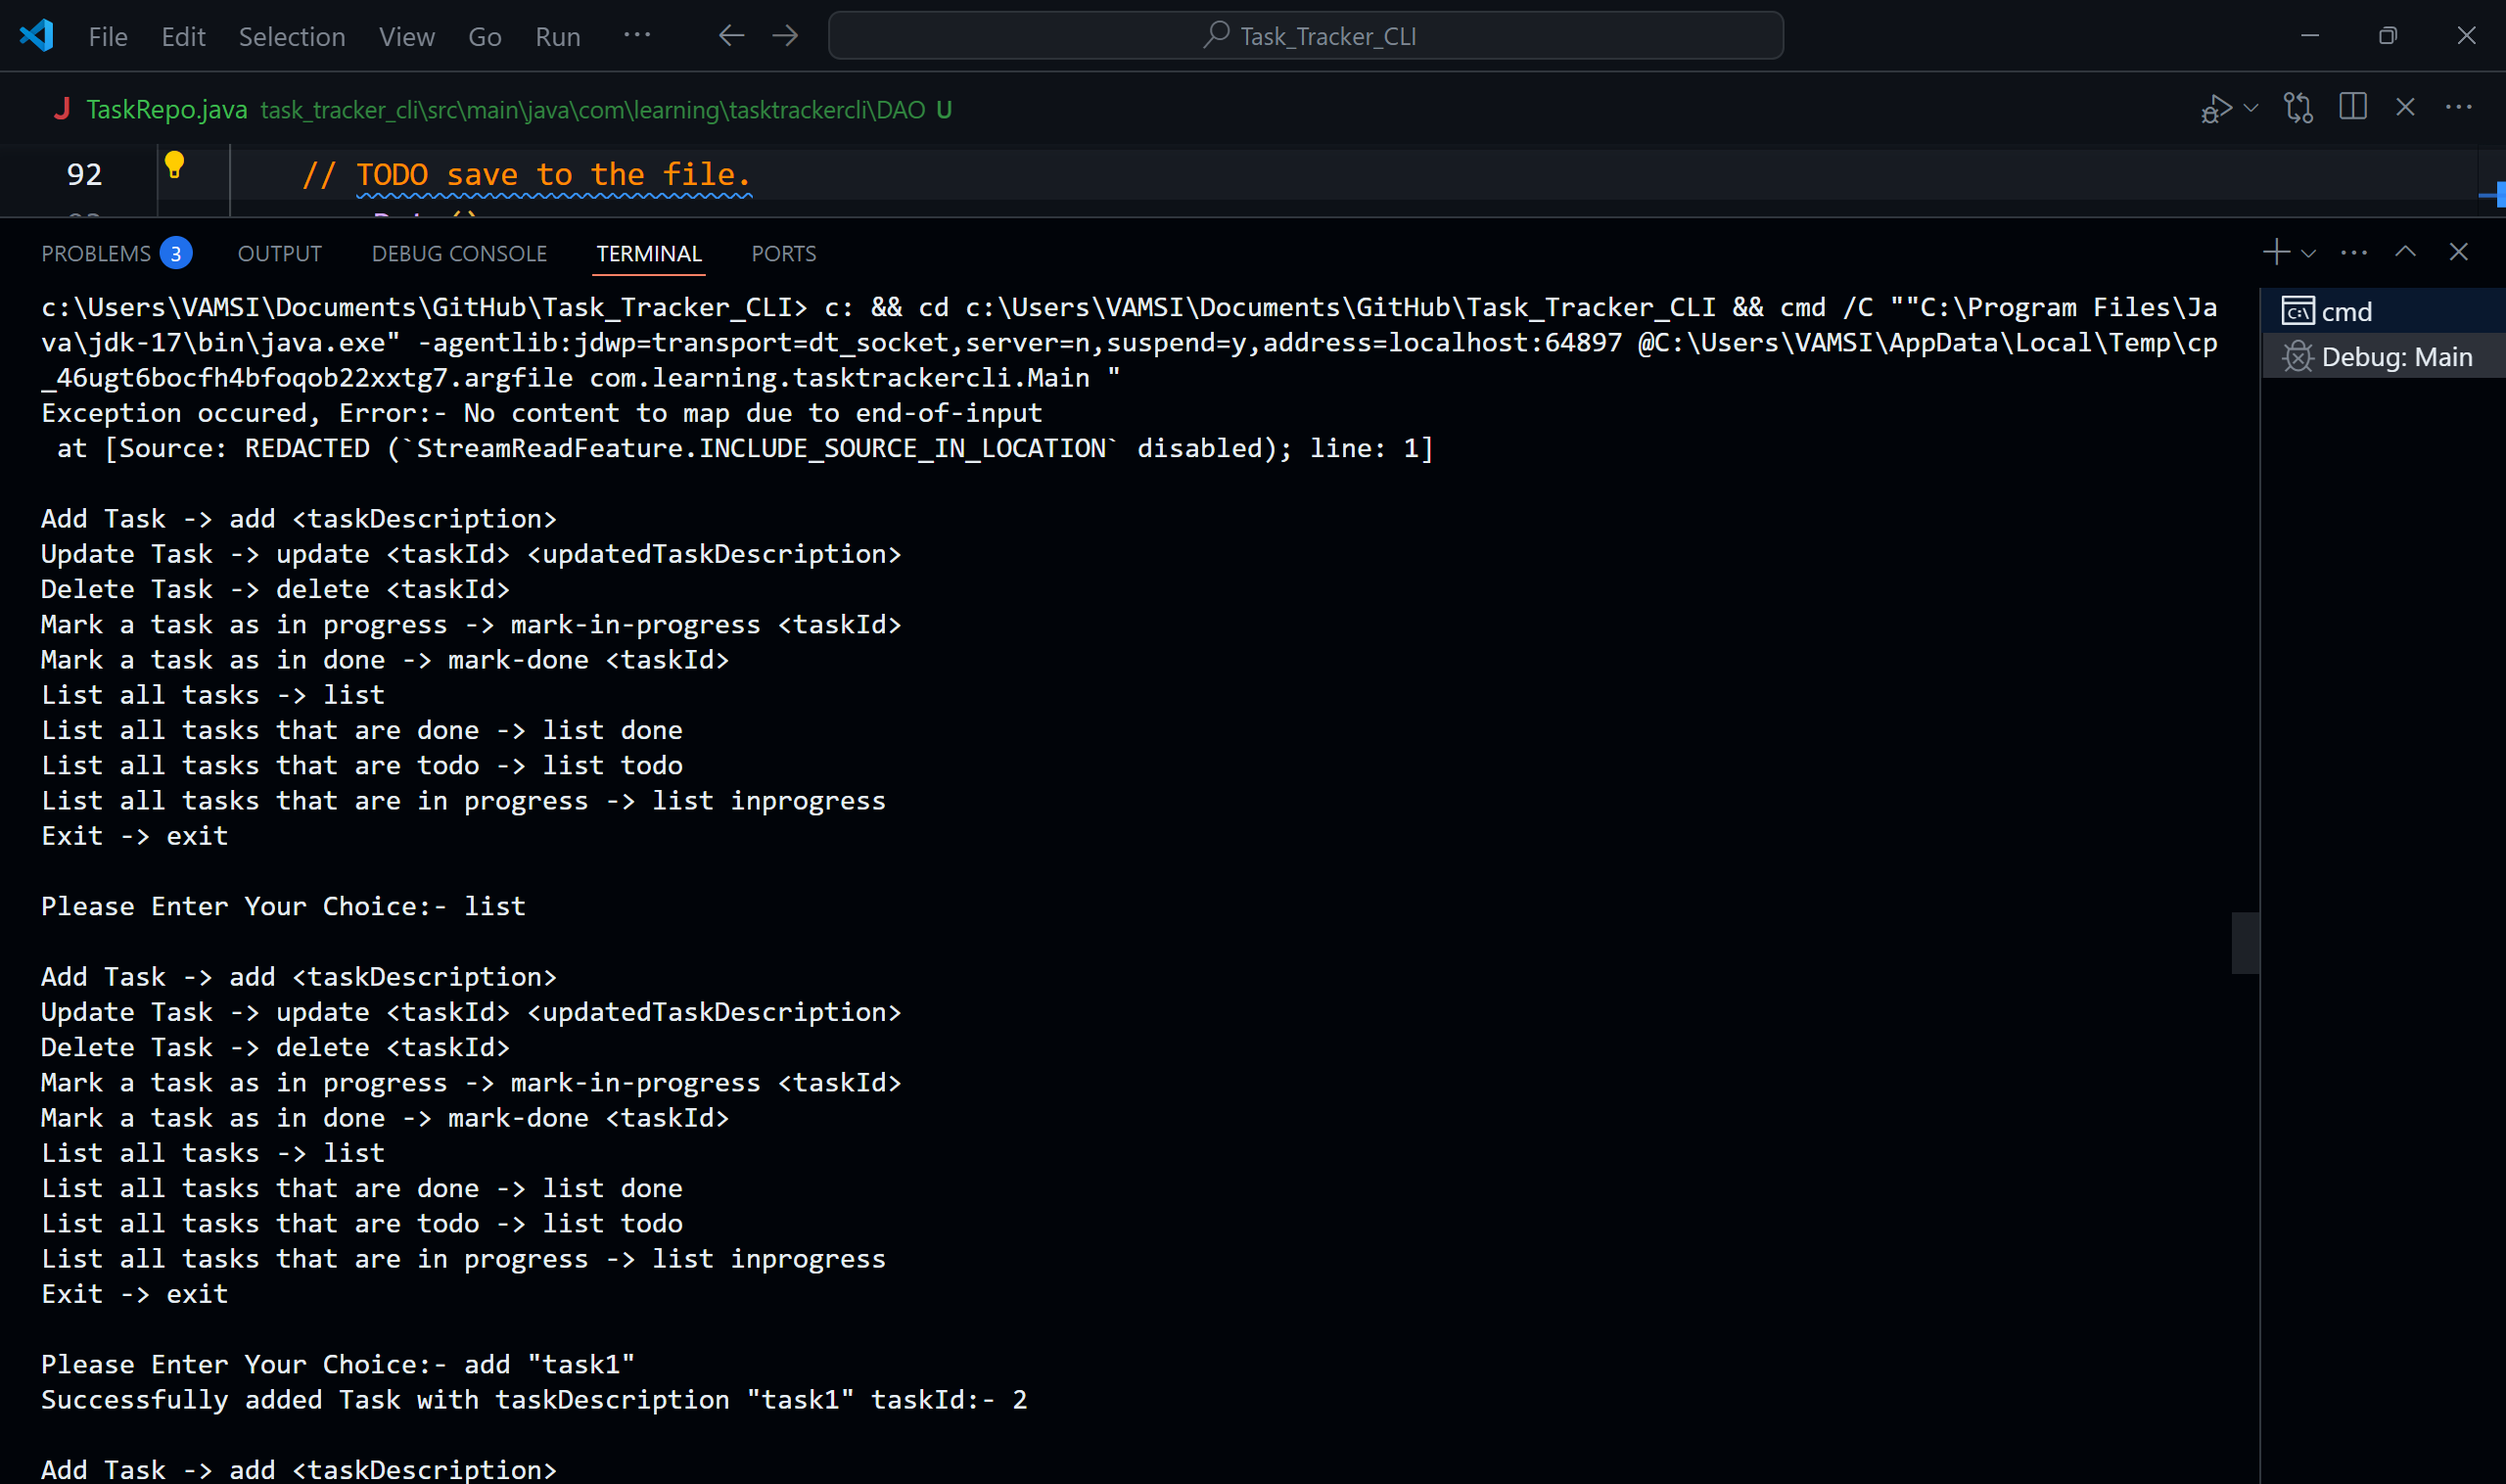 File Edit Selection View Go Run ··· Task_Tracker_CLI
J TaskRepo.java task_tracker_cli\src\main\java\com\learning\tasktrackercli\DAO U
92 // TODO save to the file.
PROBLEMS 3 OUTPUT DEBUG CONSOLE TERMINAL PORTS
c:\Users\VAMSI\Documents\GitHub\Task_Tracker_CLI> c: && cd c:\Users\VAMSI\Documents\GitHub\Task_Tracker_CLI && cmd /C ""C:\Program Files\Ja
va\jdk-17\bin\java.exe" -agentlib:jdwp=transport=dt_socket,server=n,suspend=y,address=localhost:64897 @C:\Users\VAMSI\AppData\Local\Temp\cp
_46ugt6bocfh4bfoqob22xxtg7.argfile com.learning.tasktrackercli.Main "
Exception occured, Error:- No content to map due to end-of-input
 at [Source: REDACTED (`StreamReadFeature.INCLUDE_SOURCE_IN_LOCATION` disabled); line: 1]
Add Task -> add <taskDescription>
Update Task -> update <taskId> <updatedTaskDescription>
Delete Task -> delete <taskId>
Mark a task as in progress -> mark-in-progress <taskId>
Mark a task as in done -> mark-done <taskId>
List all tasks -> list
List all tasks that are done -> list done
List all tasks that are todo -> list todo
List all tasks that are in progress -> list inprogress
Exit -> exit
Please Enter Your Choice:- list
Add Task -> add <taskDescription>
Update Task -> update <taskId> <updatedTaskDescription>
Delete Task -> delete <taskId>
Mark a task as in progress -> mark-in-progress <taskId>
Mark a task as in done -> mark-done <taskId>
List all tasks -> list
List all tasks that are done -> list done
List all tasks that are todo -> list todo
List all tasks that are in progress -> list inprogress
Exit -> exit
Please Enter Your Choice:- add "task1"
Successfully added Task with taskDescription "task1" taskId:- 2
Add Task -> add <taskDescription>
cmd
Debug: Main